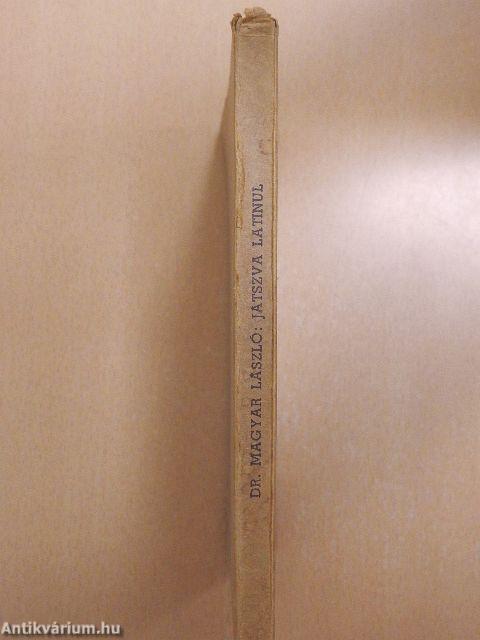 DR. MAGYAR LÁSZLÓ: JÁTSZVA LATINUL
Antikvárium.hu